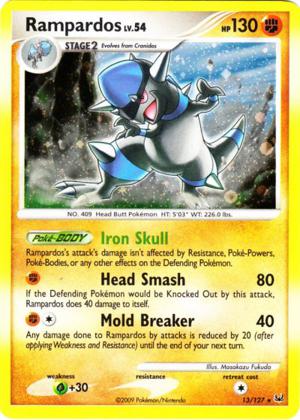 Rampardos LV.54 HP 130
STAGE 2 Evolves from Cranidos
NO. 409 Head Butt Pokémon HT: 5'03" WT: 226.0 lbs.
Poké-BODY Iron Skull
Rampardos's attack's damage isn't affected by Resistance, Poké-Powers,
Poké-Bodies, or any other effects on the Defending Pokémon.
Head Smash 80
If the Defending Pokémon would be Knocked Out by this attack,
Rampardos does 40 damage to itself.
Mold Breaker 40
Any damage done to Rampardos by attacks is reduced by 20 (after
applying Weakness and Resistance) until the end of your next turn.
Illus. Masakazu Fukuda
weakness resistance retreat cost
+30
13/127 ★
©2009 Pokémon/Nintendo